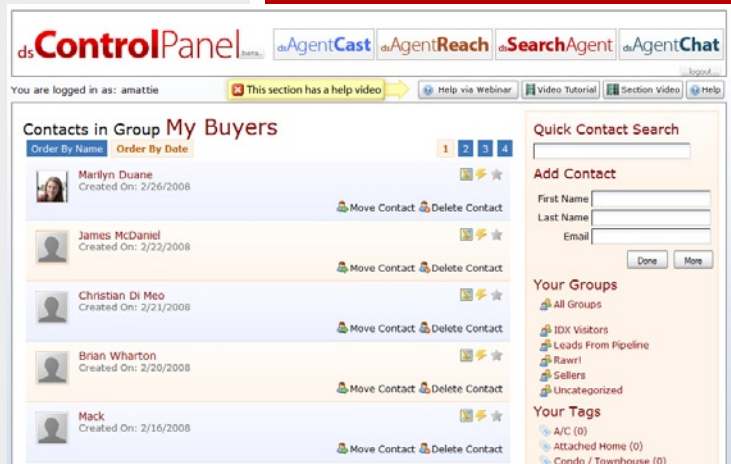 dsControlPanel beta.
dsAgentCast
dsAgentReach
dsSearchAgent
dsAgentChat
logout...
You are logged in as: amattie
This section has a help video
Help via Webinar
Video Tutorial
Section Video
Help
Contacts in Group My Buyers
Order By Name
Order By Date
1 2 3 4
Marilyn Duane
Created On: 2/26/2008
Move Contact Delete Contact
James McDaniel
Created On: 2/22/2008
Move Contact Delete Contact
Christian Di Meo
Created On: 2/21/2008
Move Contact Delete Contact
Brian Wharton
Created On: 2/20/2008
Move Contact Delete Contact
Mack
Created On: 2/16/2008
Move Contact Delete Contact
Quick Contact Search
Add Contact
First Name
Last Name
Email
Done More
Your Groups
All Groups
IDX Visitors
Leads From Pipeline
Rawr!
Sellers
Uncategorized
Your Tags
A/C (0)
Attached Home (0)
Condo / Townhouse (0)